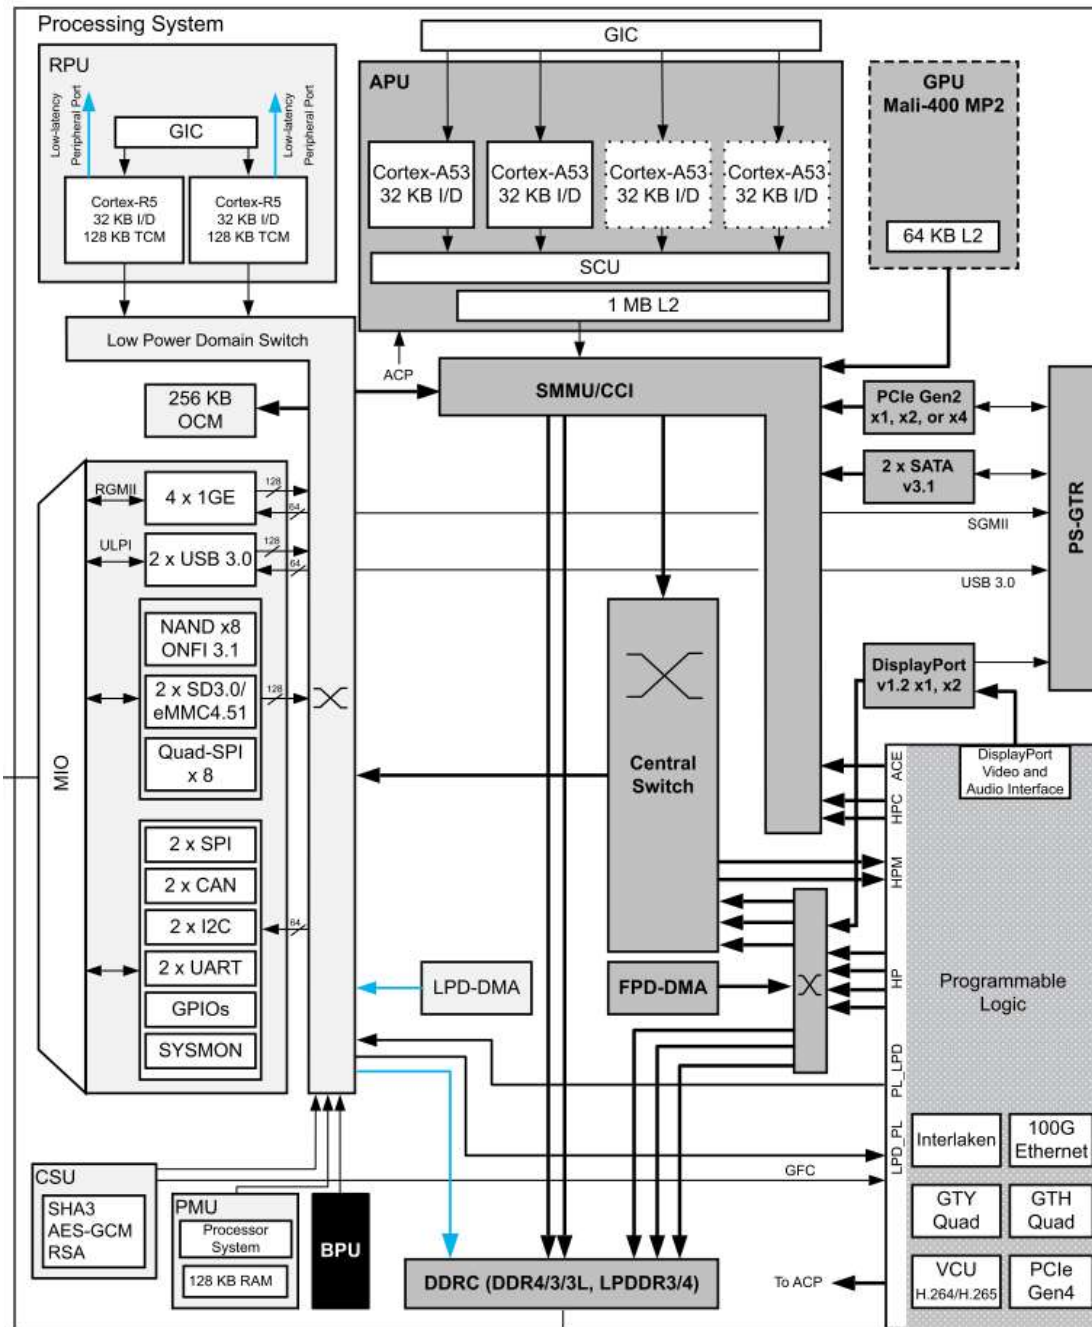 Processing System
RPU
Low-latency
Peripheral Port
Low-latency
Peripheral Port
GIC
Cortex-R5
32 KB I/D
128 KB TCM
Cortex-R5
32 KB I/D
128 KB TCM
GIC
APU
Cortex-A53
32 KB I/D
Cortex-A53
32 KB I/D
Cortex-A53
32 KB I/D
Cortex-A53
32 KB I/D
SCU
1 MB L2
GPU
Mali-400 MP2
64 KB L2
Low Power Domain Switch
ACP
SMMU/CCI
256 KB
OCM
PCIe Gen2
x1, x2, or x4
2 x SATA
v3.1
PS-GTR
SGMII
USB 3.0
MIO
RGMII
4 x 1GE
128
64
ULPI
2 x USB 3.0
128
64
NAND x8
ONFI 3.1
2 x SD3.0/
eMMC4.51
128
Quad-SPI
x 8
2 x SPI
2 x CAN
2 x I2C
64
2 x UART
GPIOs
SYSMON
Central
Switch
DisplayPort
v1.2 x1, x2
DisplayPort
Video and
Audio Interface
ACE
HPC
HPM
HP
PL_LPD
LPD_PL
Programmable
Logic
LPD-DMA
FPD-DMA
GFC
CSU
SHA3
AES-GCM
RSA
PMU
Processor
System
128 KB RAM
BPU
DDRC (DDR4/3/3L, LPDDR3/4)
To ACP
Interlaken
100G
Ethernet
GTY
Quad
GTH
Quad
VCU
H.264/H.265
PCIe
Gen4